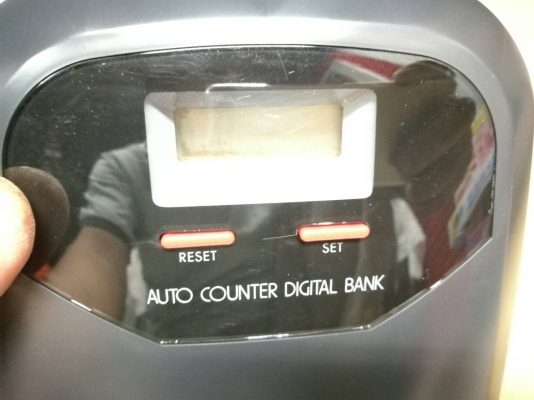 RESET SET
AUTO COUNTER DIGITAL BANK